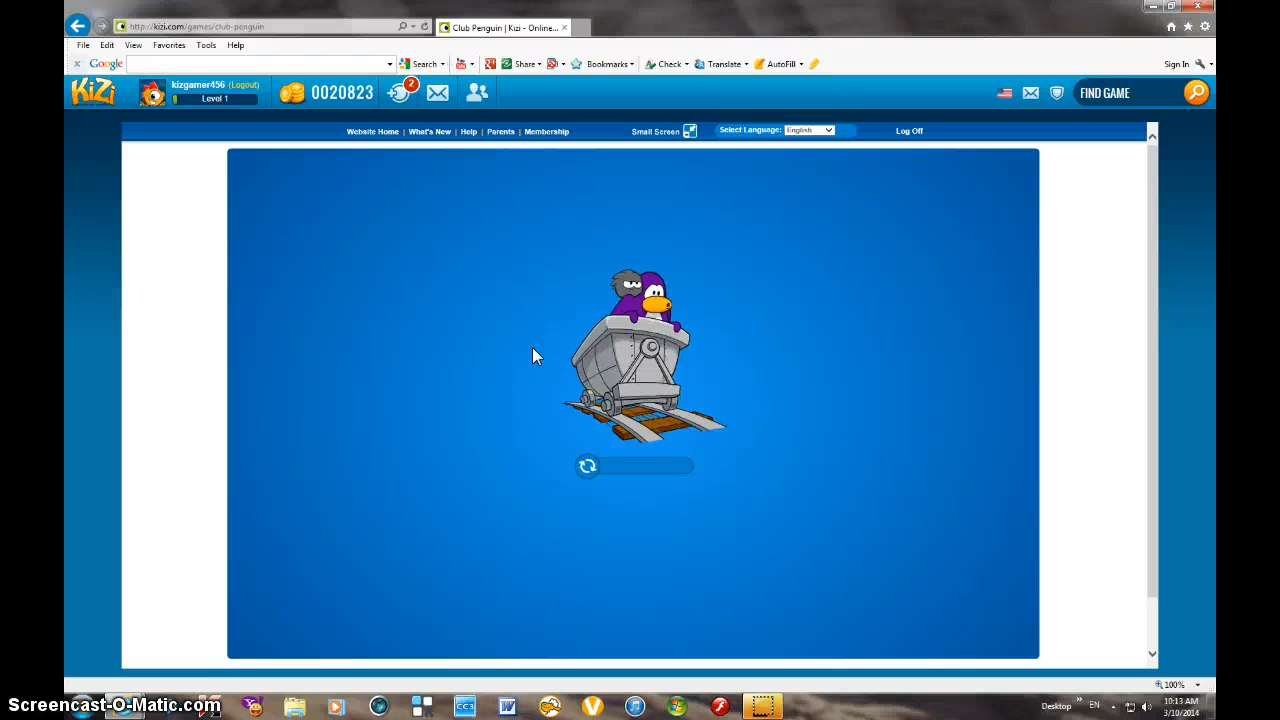 http://kizi.com/games/club-penguin
Club Penguin | Kizi - Online...
File Edit View Favorites Tools Help
Google Search Share Bookmarks Check Translate AutoFill Sign In
KiZi kizgamer456 (Logout) 0020823 2 FIND GAME
Level 1
Website Home | What's New | Help | Parents | Membership Small Screen Select Language: English Log Off
100%
Screencast-O-Matic.com CC3 W Desktop EN 10:13 AM
3/10/2014